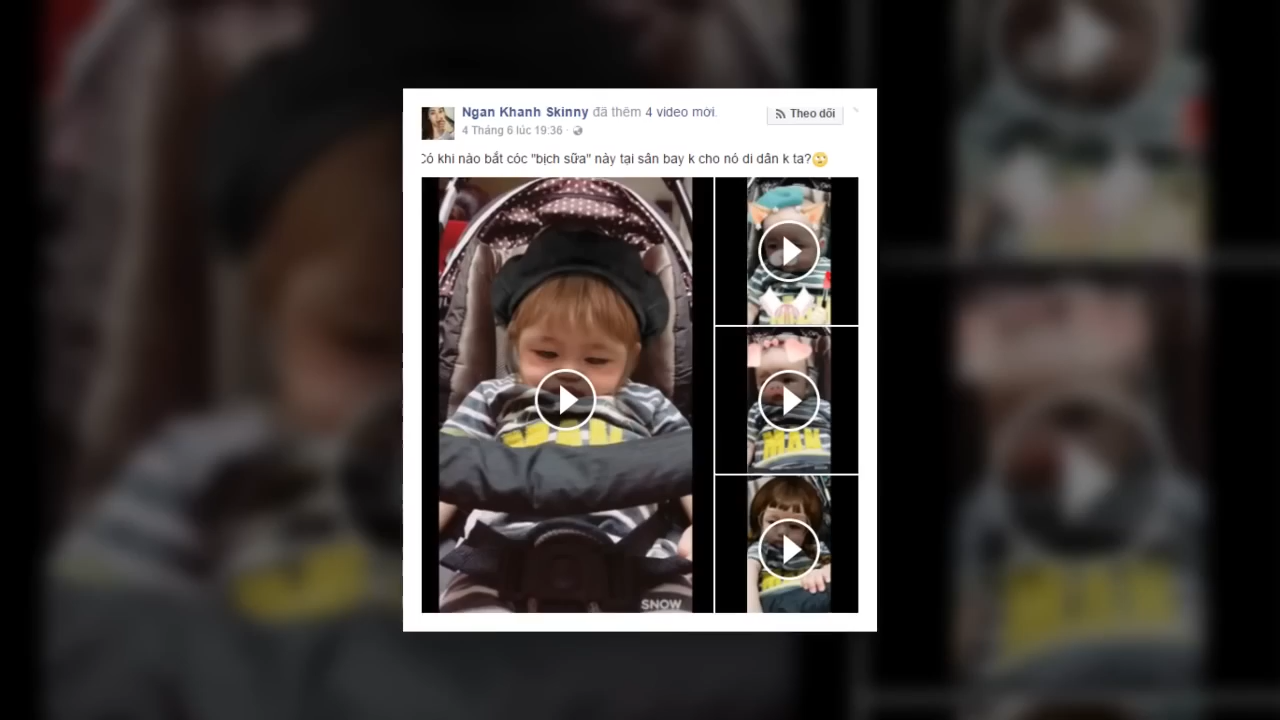 Ngan Khanh Skinny đã thêm 4 video mới.
Theo dõi
4 Tháng 6 lúc 19:36 ·
Có khi nào bắt cóc "bịch sữa" này tại sân bay k cho nó di dân k ta?
MAN
MAN
SNOW